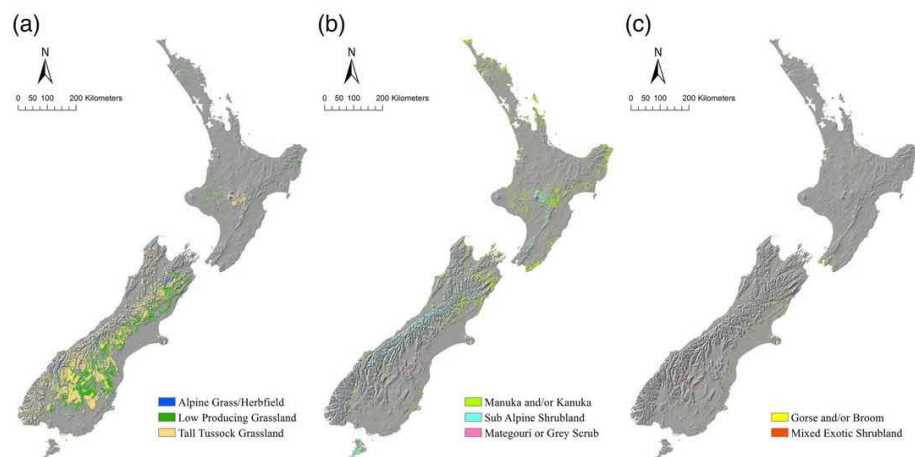 (a)
N
0 50 100 200 Kilometers
Alpine Grass/Herbfield
Low Producing Grassland
Tall Tussock Grassland
(b)
N
0 50 100 200 Kilometers
Manuka and/or Kanuka
Sub Alpine Shrubland
Mategouri or Grey Scrub
(c)
N
0 50 100 200 Kilometers
Gorse and/or Broom
Mixed Exotic Shrubland